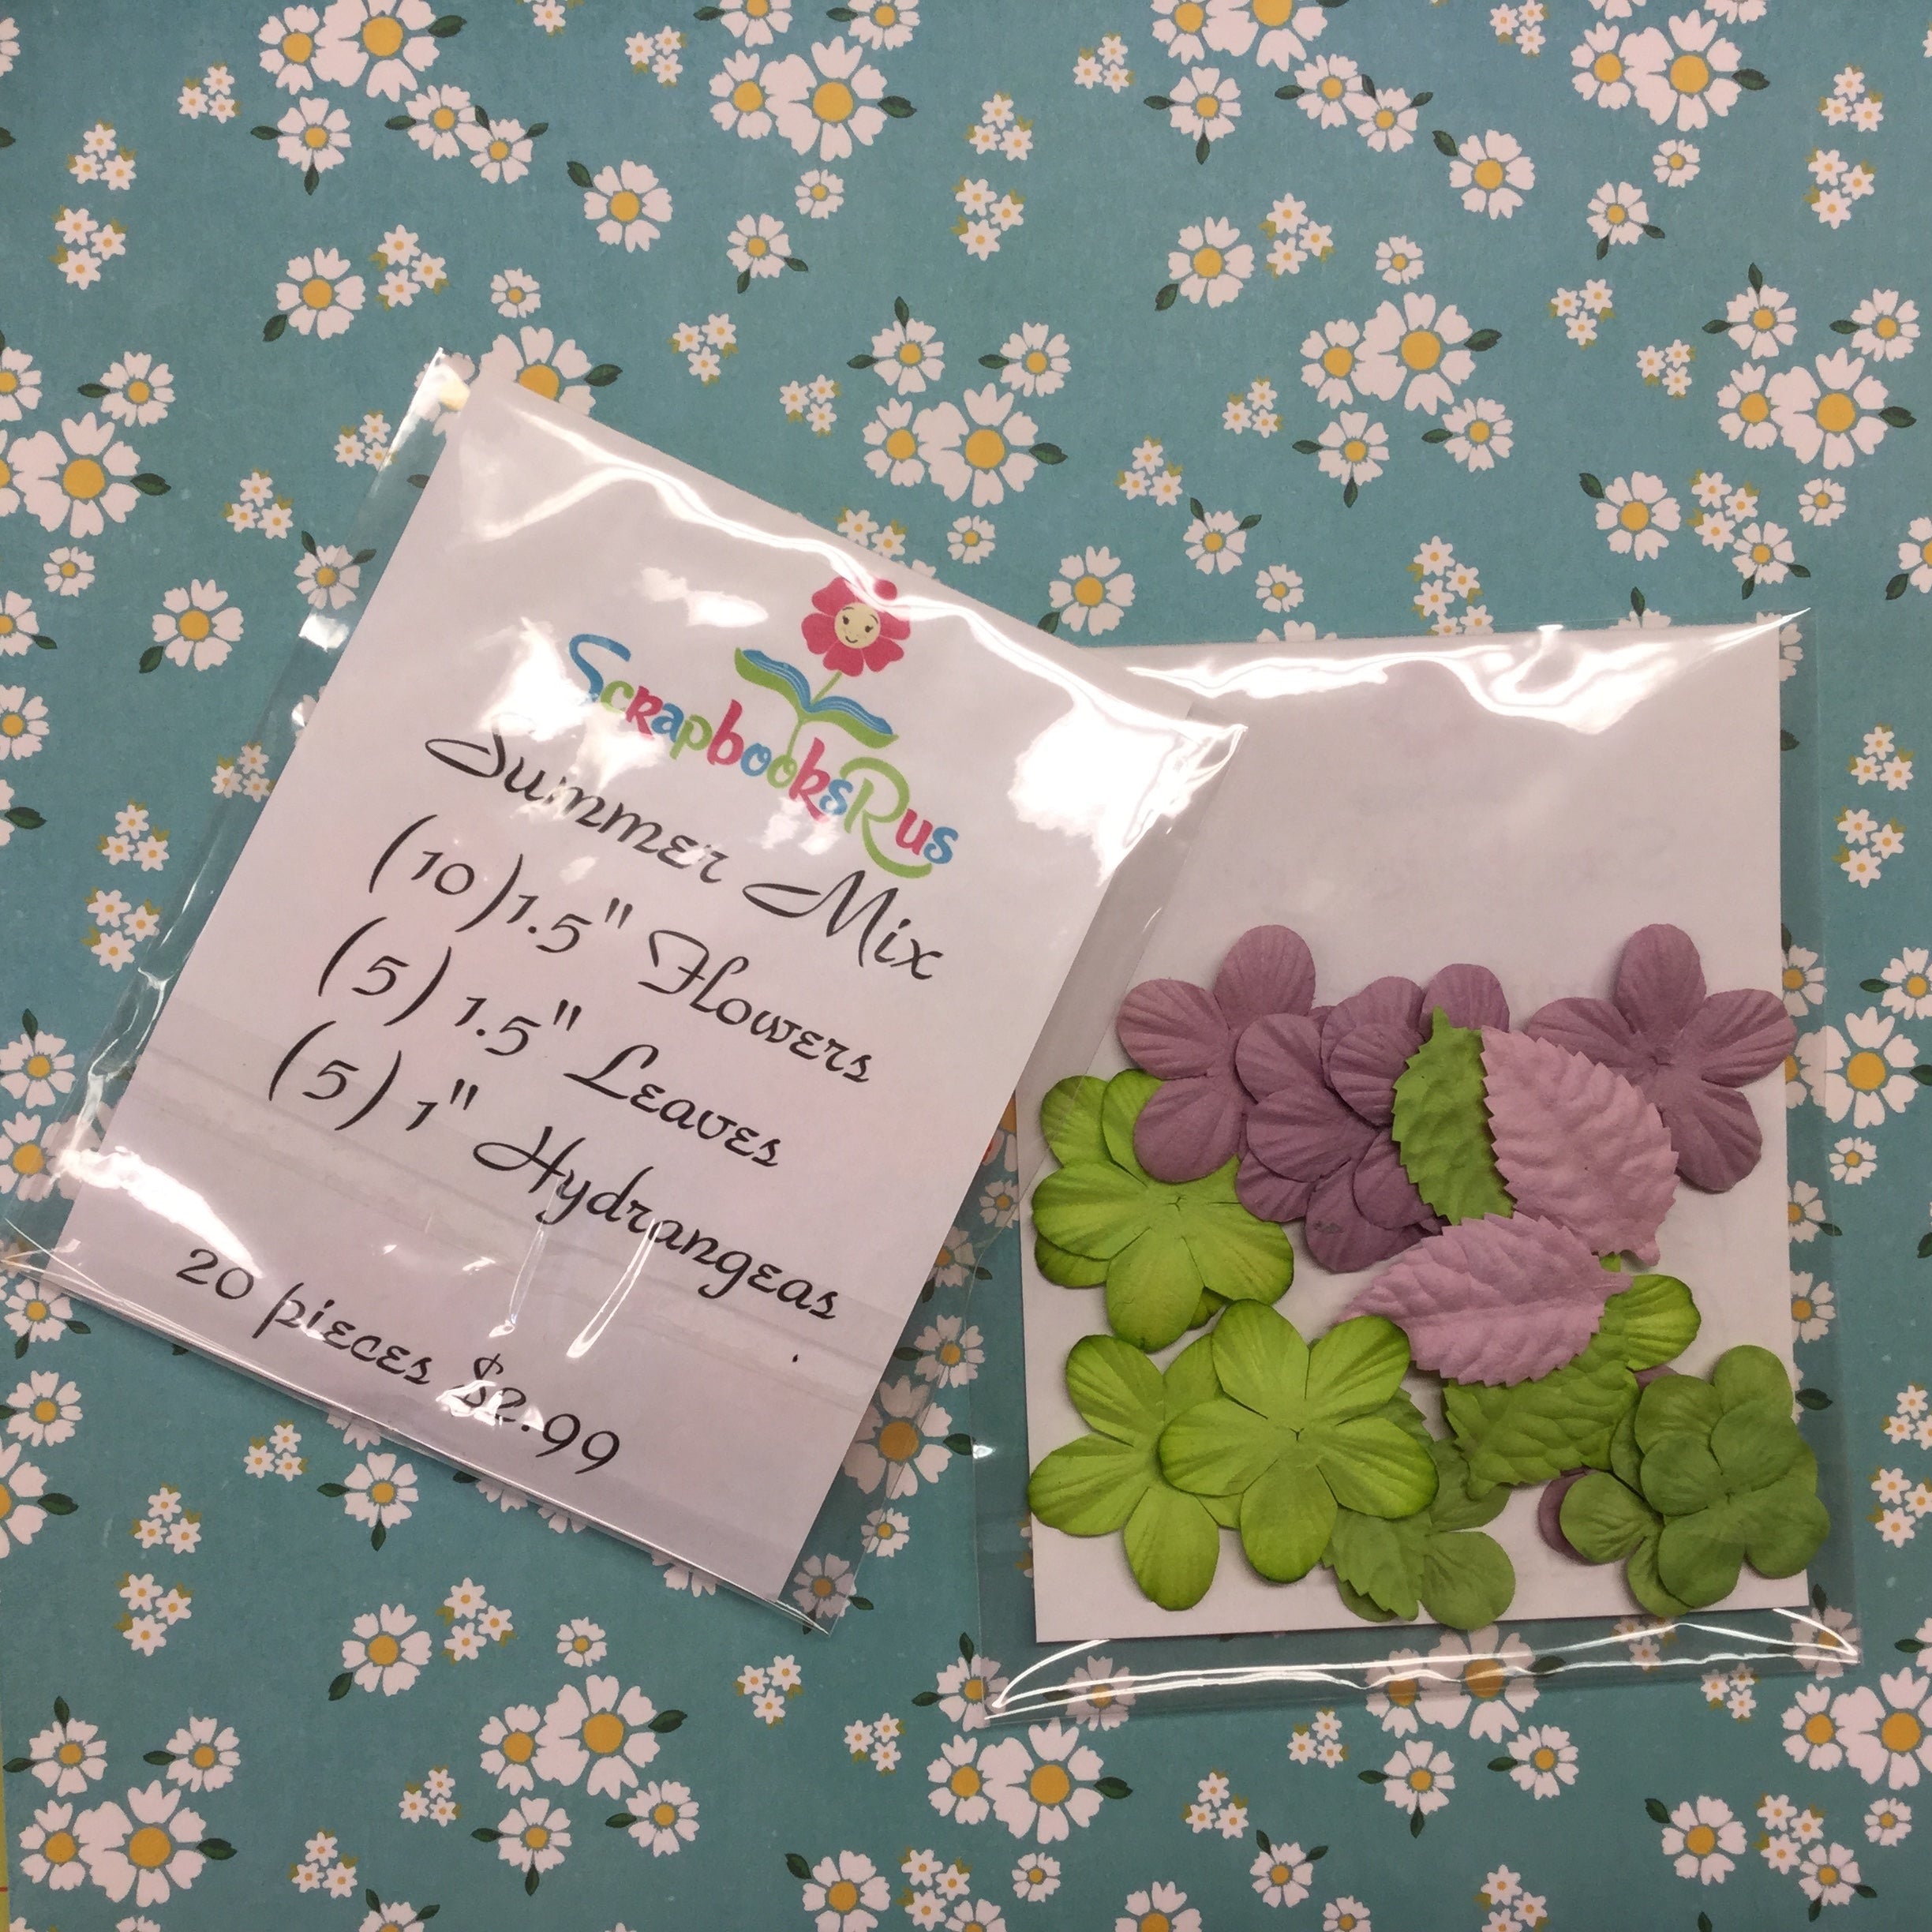 ScrapbooksRus
Summer Mix
(10) 1.5" Flowers
(5) 1.5" Leaves
(5) 1" Hydrangeas
20 pieces $2.99